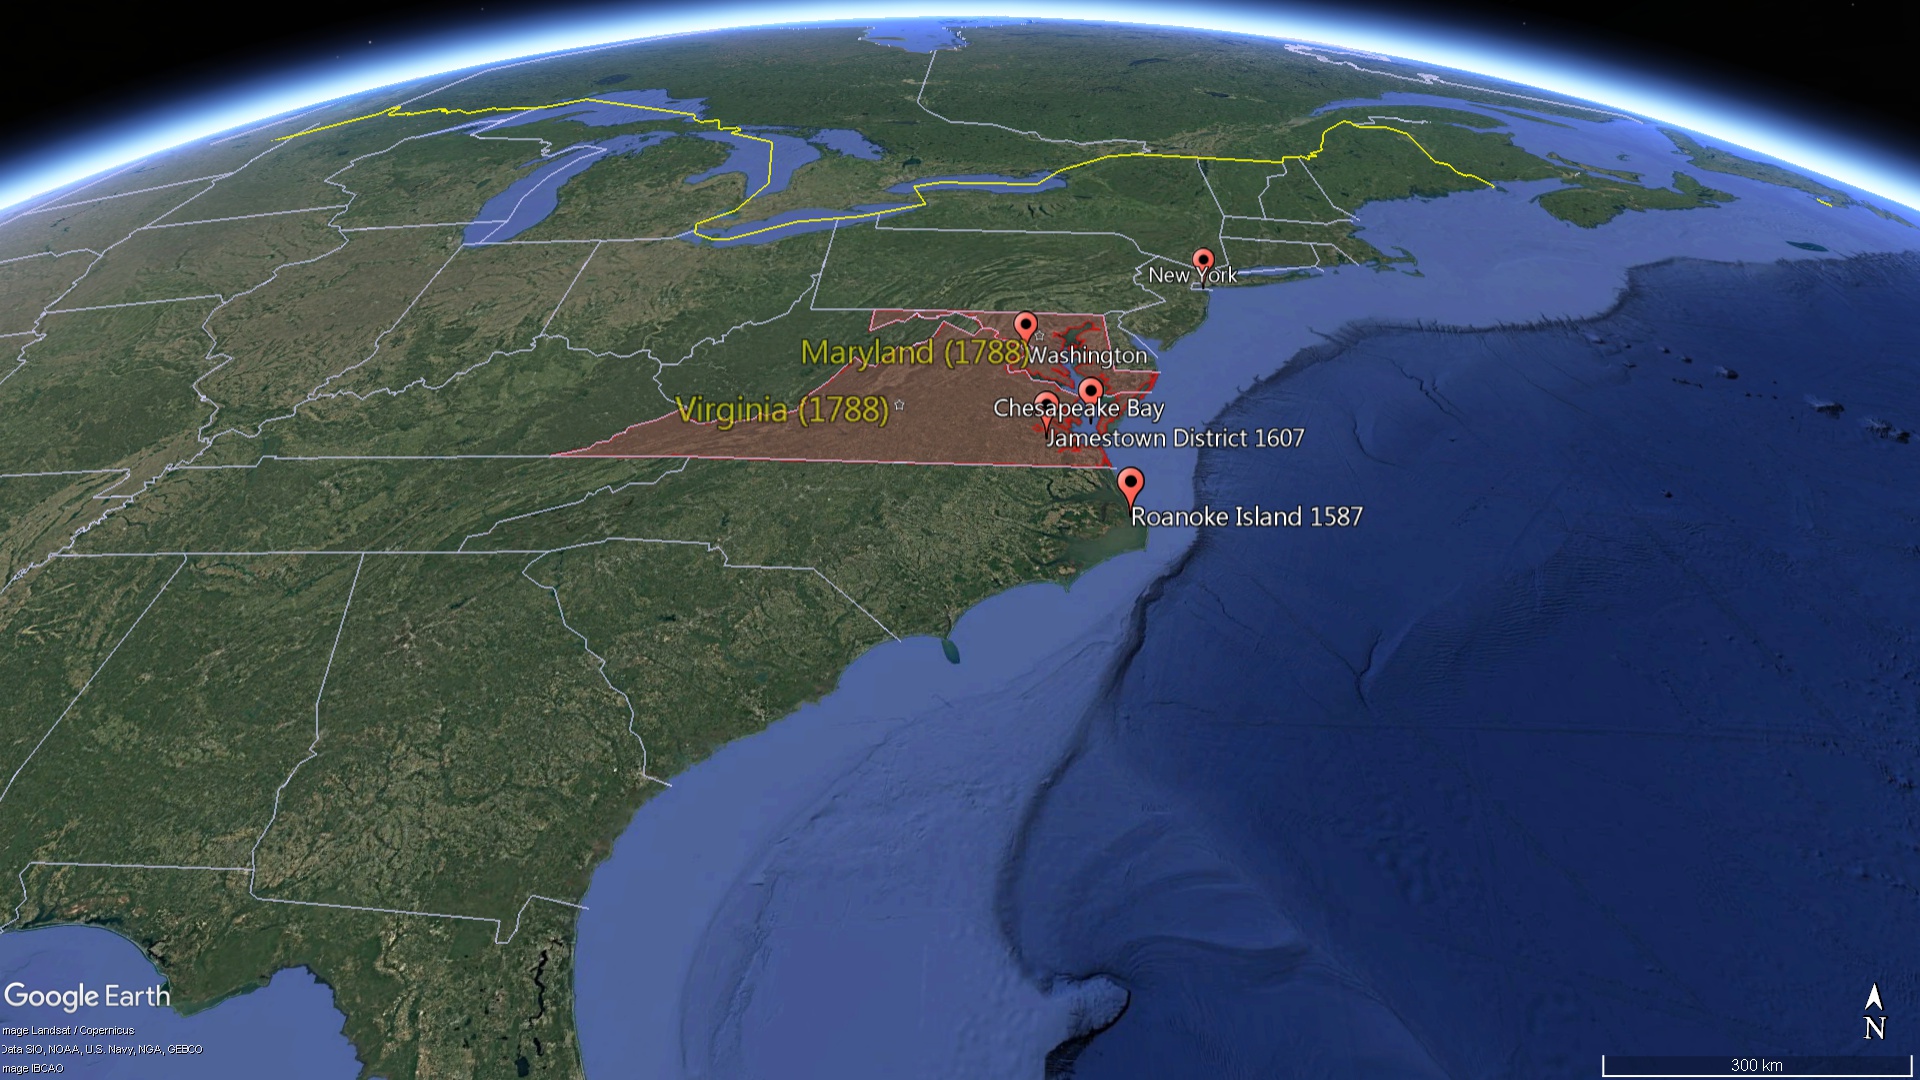 New York
Maryland (1788)
Washington
Virginia (1788)
Chesapeake Bay
Jamestown District 1607
Roanoke Island 1587
Google Earth
N
mage Landsat / Copernicus
Data SIO, NOAA, U.S. Navy, NGA, GEBCO
mage IBCAO
300 km